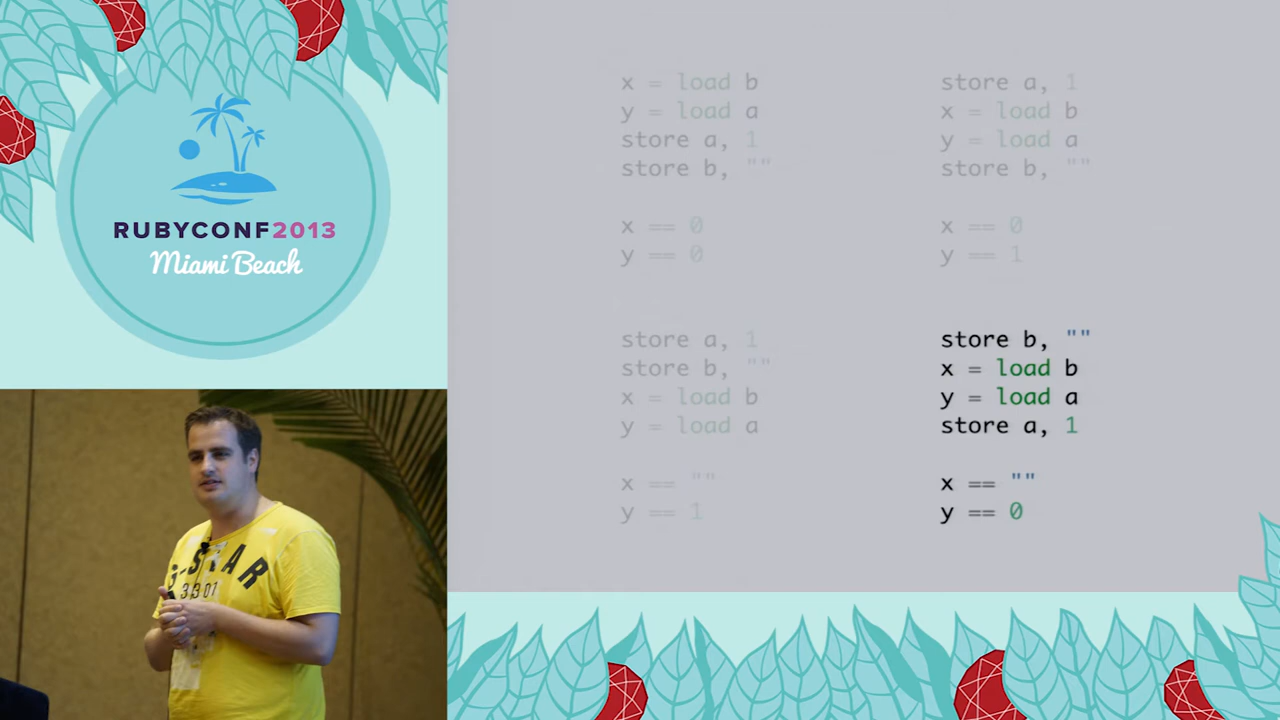 RUBYCONF2013
Miami Beach
x = load b
y = load a
store a, 1
store b, ""
x == 0
y == 0
store a, 1
x = load b
y = load a
store b, ""
x == 0
y == 1
store a, 1
store b, ""
x = load b
y = load a
x == ""
y == 1
store b, ""
x = load b
y = load a
store a, 1
x == ""
y == 0
3301